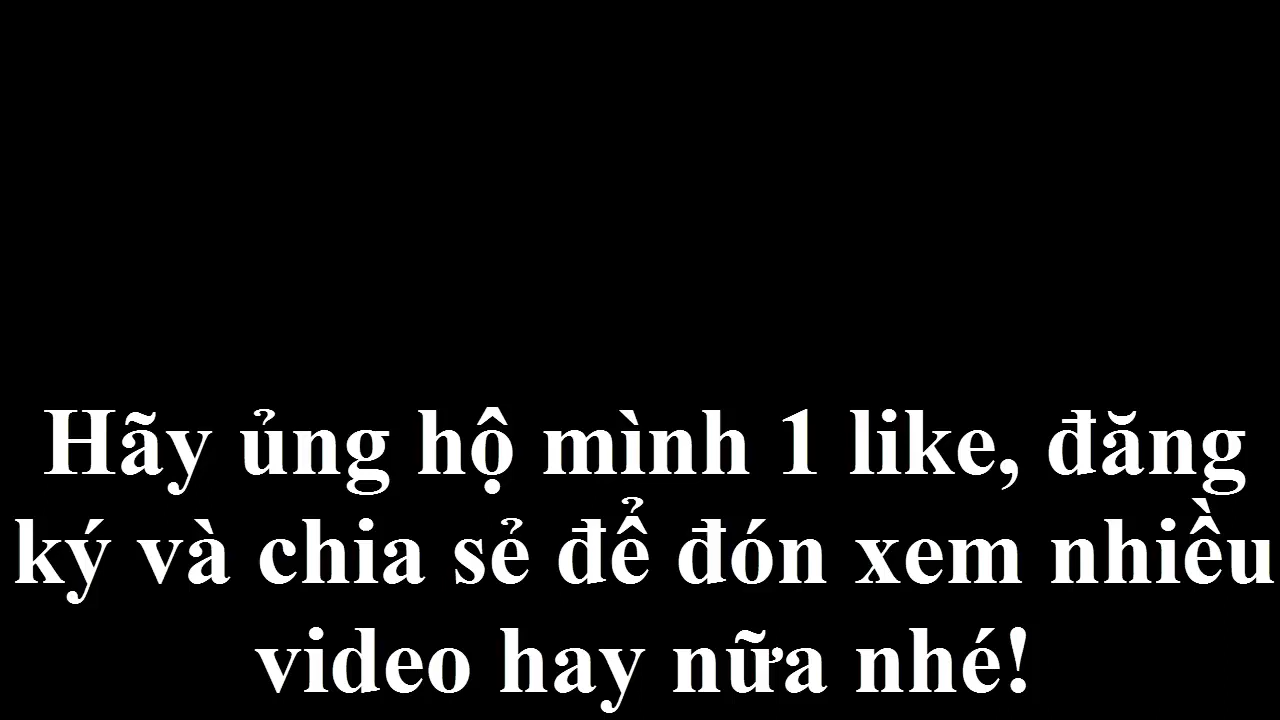 Hãy ủng hộ mình 1 like, đăng
ký và chia sẻ để đón xem nhiều
video hay nữa nhé!